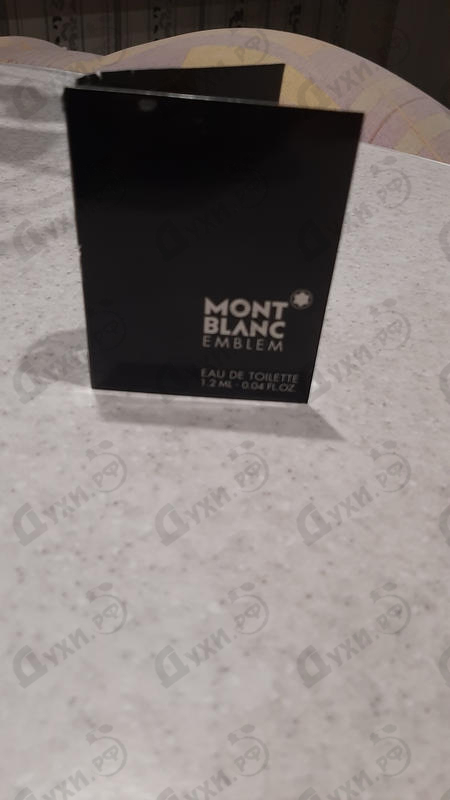 MONT
BLANC
EMBLEM
EAU DE TOILETTE
1.2 ML - 0.04 FL.OZ.
Духи.РФ